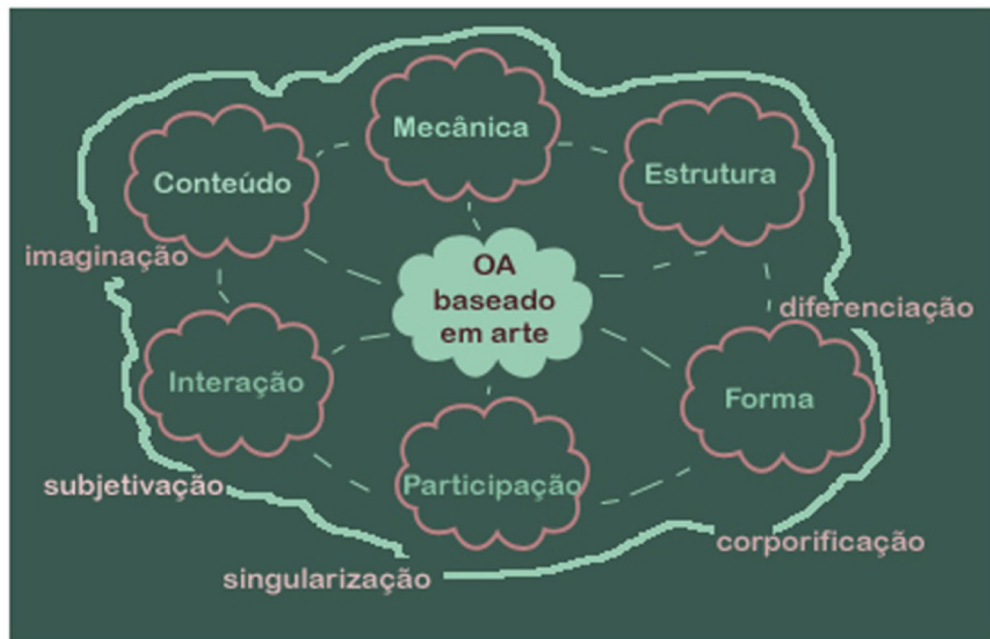 Mecânica
Conteúdo
Estrutura
imaginação
OA
baseado
em arte
diferenciação
Interação
Forma
subjetivação
Participação
corporificação
singularização